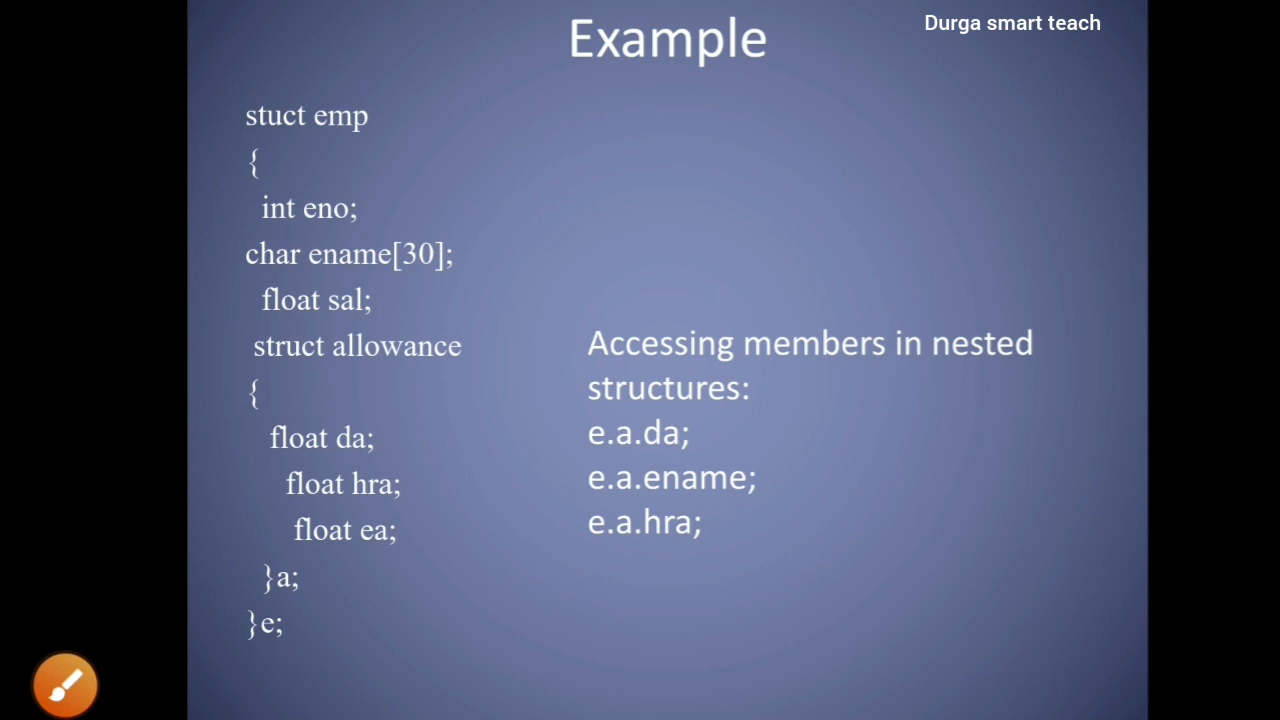 Example
Durga smart teach
stuct emp
{
int eno;
char ename[30];
float sal;
struct allowance
{
float da;
float hra;
float ea;
}a;
}e;
Accessing members in nested
structures:
e.a.da;
e.a.ename;
e.a.hra;